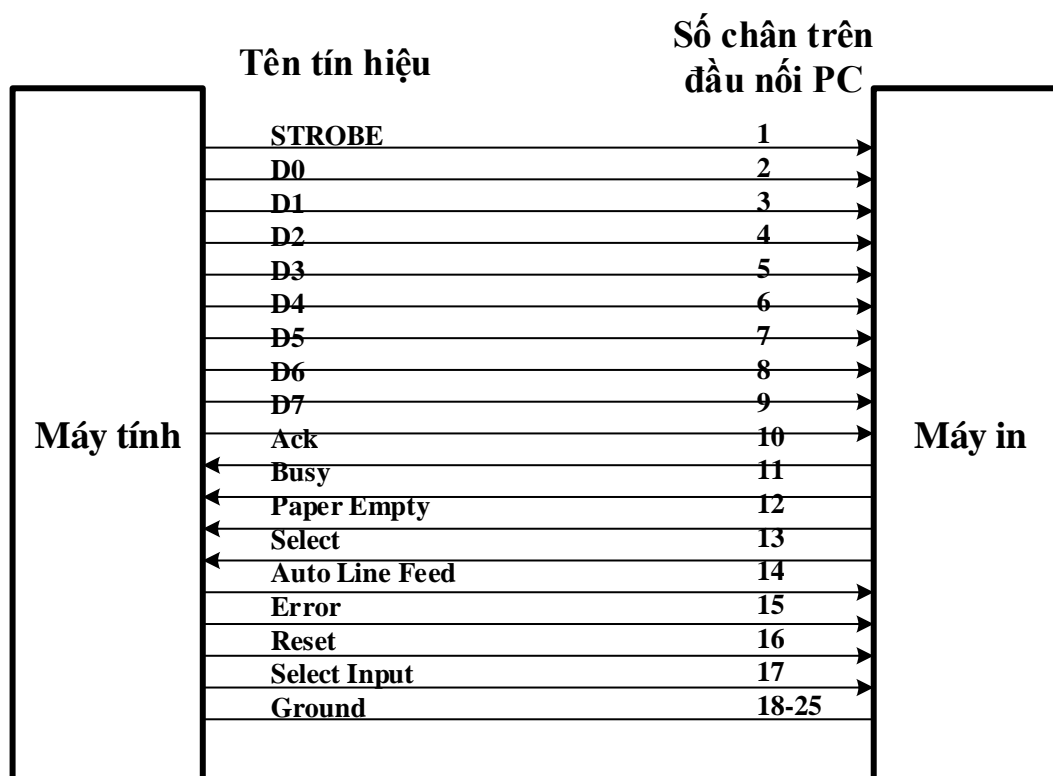 Tên tín hiệu
Số chân trên
đầu nối PC
STROBE 1
D0 2
D1 3
D2 4
D3 5
D4 6
D5 7
D6 8
D7 9
Máy tính
Máy in
Ack 10
Busy 11
Paper Empty 12
Select 13
Auto Line Feed 14
Error 15
Reset 16
Select Input 17
Ground 18-25